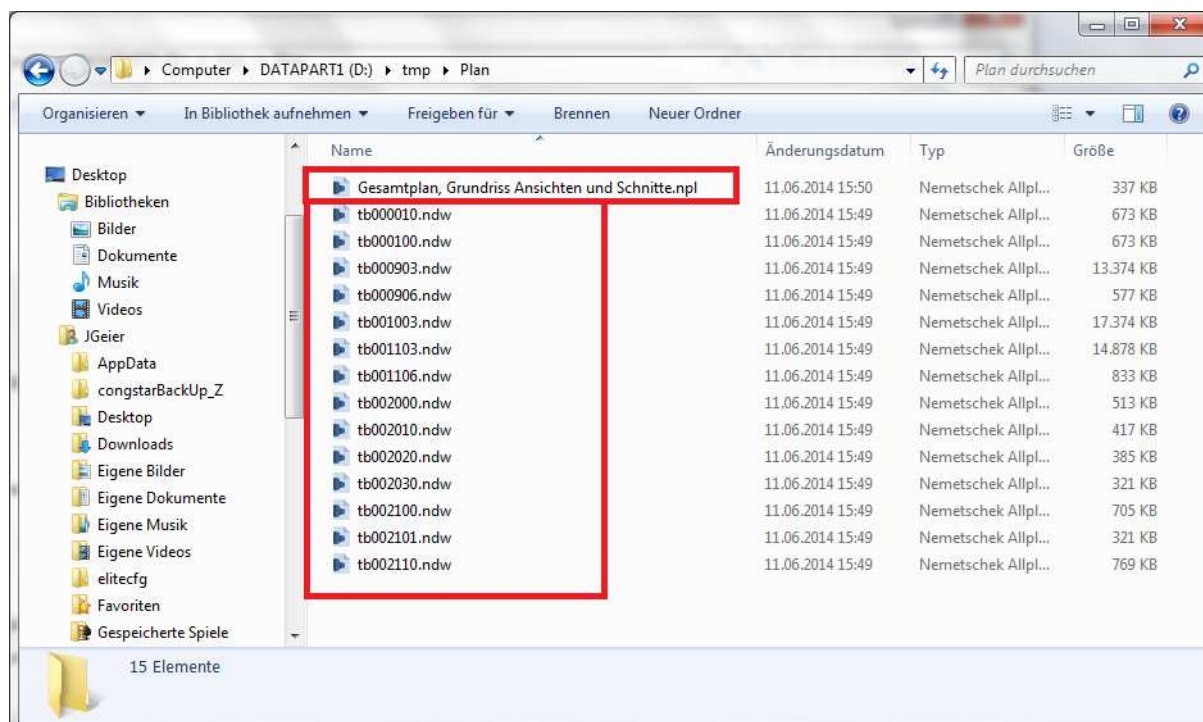 Computer DATAPART1 (D:) tmp Plan
Plan durchsuchen
Organisieren In Bibliothek aufnehmen Freigeben für Brennen Neuer Ordner
Name Änderungsdatum Typ Größe
Desktop
Bibliotheken
Bilder
Dokumente
Musik
Videos
JGeier
AppData
congstarBackUp_Z
Desktop
Downloads
Eigene Bilder
Eigene Dokumente
Eigene Musik
Eigene Videos
elitecfg
Favoriten
Gespeicherte Spiele
Gesamtplan, Grundriss Ansichten und Schnitte.npl 11.06.2014 15:50 Nemetschek Allpl... 337 KB
tb000010.ndw 11.06.2014 15:49 Nemetschek Allpl... 673 KB
tb000100.ndw 11.06.2014 15:49 Nemetschek Allpl... 673 KB
tb000903.ndw 11.06.2014 15:49 Nemetschek Allpl... 13.374 KB
tb000906.ndw 11.06.2014 15:49 Nemetschek Allpl... 577 KB
tb001003.ndw 11.06.2014 15:49 Nemetschek Allpl... 17.374 KB
tb001103.ndw 11.06.2014 15:49 Nemetschek Allpl... 14.878 KB
tb001106.ndw 11.06.2014 15:49 Nemetschek Allpl... 833 KB
tb002000.ndw 11.06.2014 15:49 Nemetschek Allpl... 513 KB
tb002010.ndw 11.06.2014 15:49 Nemetschek Allpl... 417 KB
tb002020.ndw 11.06.2014 15:49 Nemetschek Allpl... 385 KB
tb002030.ndw 11.06.2014 15:49 Nemetschek Allpl... 321 KB
tb002100.ndw 11.06.2014 15:49 Nemetschek Allpl... 705 KB
tb002101.ndw 11.06.2014 15:49 Nemetschek Allpl... 321 KB
tb002110.ndw 11.06.2014 15:49 Nemetschek Allpl... 769 KB
15 Elemente